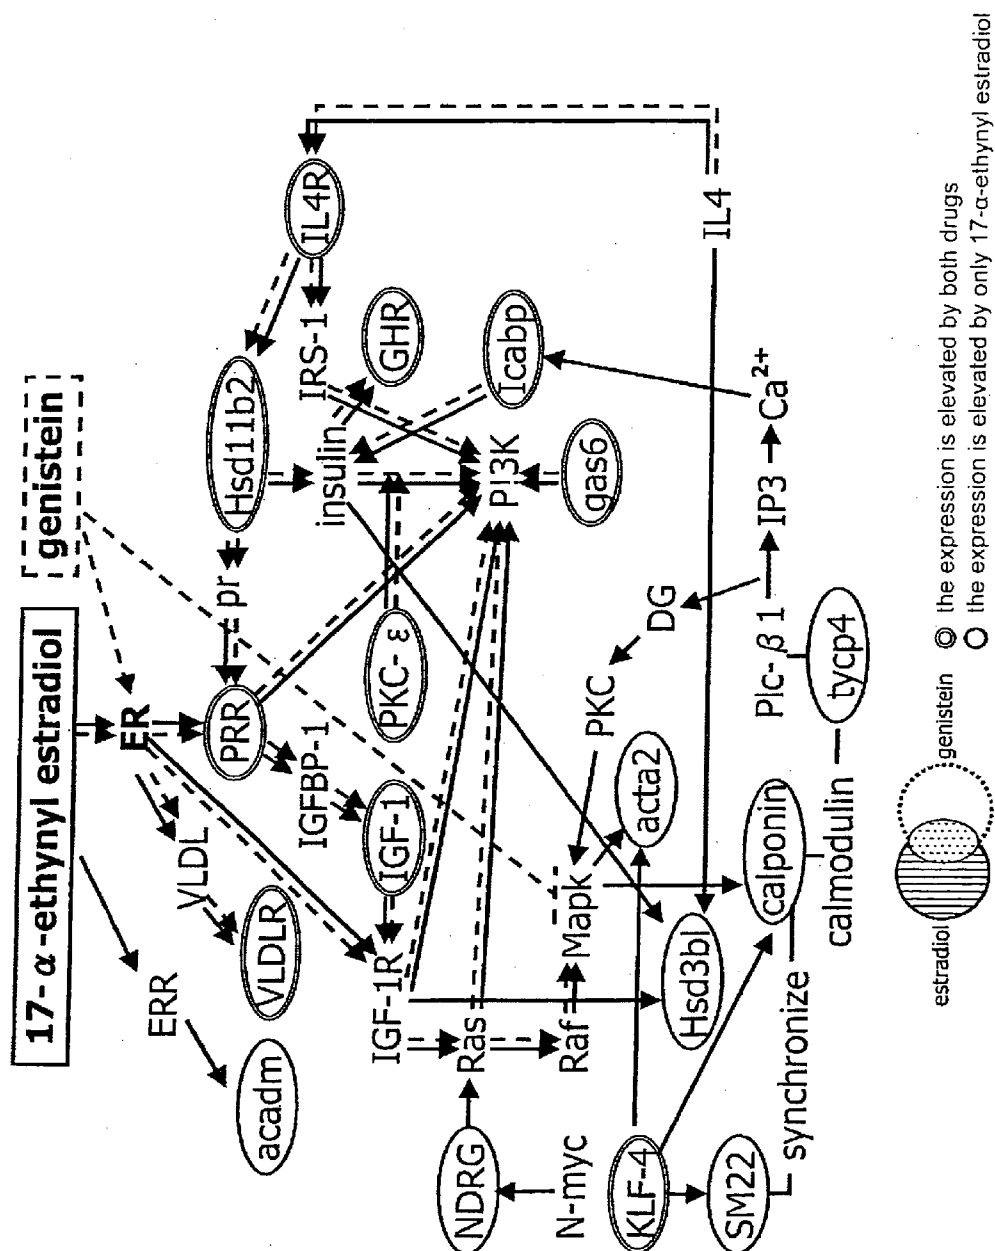 17-α-ethynyl estradiol
genistein
ER
ERR
VLDL
acadm
VLDLR
PRR
pr
Hsd11b2
IL4R
IGFBP-1
insulin
IRS-1
IGF-1R
IGF-1
PKC-ε
GHR
NDRG
Ras
PI3K
Icabp
N-myc
Raf
Mapk
PKC
gas6
KLF-4
acta2
DG
SM22
Hsd3bl
IL4
synchronize
calponin
Plc-β1
IP3
Ca2+
calmodulin
tycp4
estradiol
genistein
◎ the expression is elevated by both drugs
○ the expression is elevated by only 17-α-ethynyl estradiol